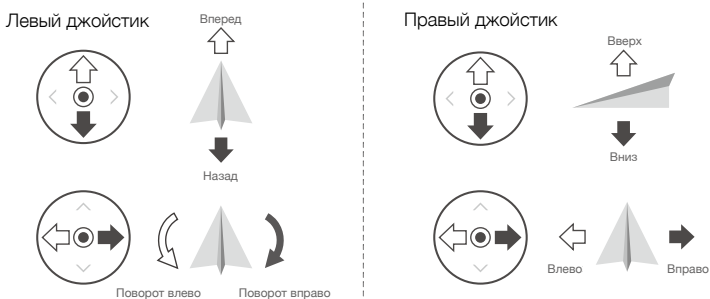 Левый джойстик
Вперед
Назад
Поворот влево
Поворот вправо
Правый джойстик
Вверх
Вниз
Влево
Вправо